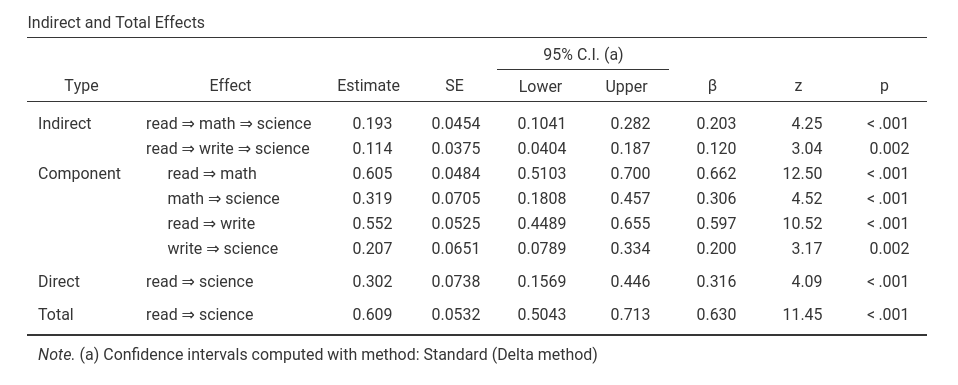 Indirect and Total Effects
95% C.I. (a)
Type Effect Estimate SE Lower Upper β z p
Indirect read ⇒ math ⇒ science 0.193 0.0454 0.1041 0.282 0.203 4.25 < .001
read ⇒ write ⇒ science 0.114 0.0375 0.0404 0.187 0.120 3.04 0.002
Component read ⇒ math 0.605 0.0484 0.5103 0.700 0.662 12.50 < .001
math ⇒ science 0.319 0.0705 0.1808 0.457 0.306 4.52 < .001
read ⇒ write 0.552 0.0525 0.4489 0.655 0.597 10.52 < .001
write ⇒ science 0.207 0.0651 0.0789 0.334 0.200 3.17 0.002
Direct read ⇒ science 0.302 0.0738 0.1569 0.446 0.316 4.09 < .001
Total read ⇒ science 0.609 0.0532 0.5043 0.713 0.630 11.45 < .001
Note. (a) Confidence intervals computed with method: Standard (Delta method)